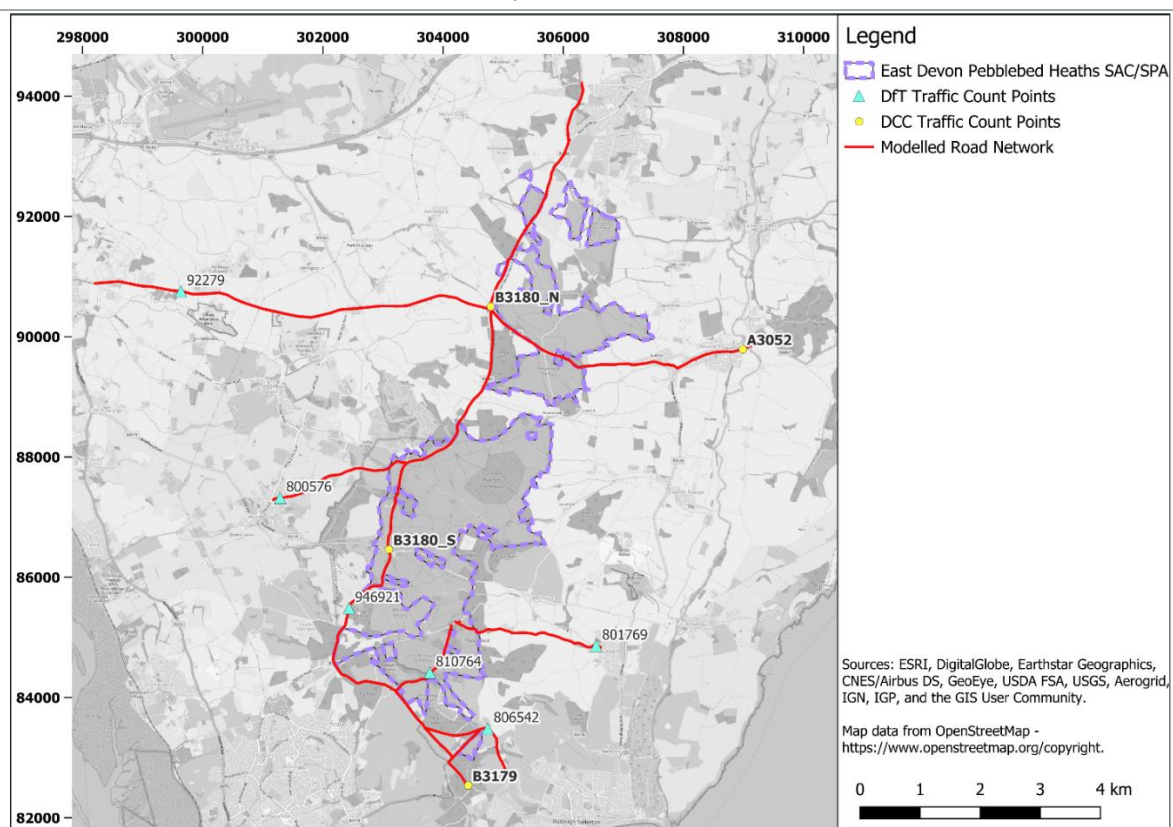 298000 300000 302000 304000 306000 308000 310000
94000
92000
90000
88000
86000
84000
82000
92279
B3180_N
A3052
800576
B3180_S
946921
801769
810764
806542
B3179
Legend
East Devon Pebblebed Heaths SAC/SPA
DfT Traffic Count Points
DCC Traffic Count Points
Modelled Road Network
Sources: ESRI, DigitalGlobe, Earthstar Geographics,
CNES/Airbus DS, GeoEye, USDA FSA, USGS, Aerogrid,
IGN, IGP, and the GIS User Community.
Map data from OpenStreetMap -
https://www.openstreetmap.org/copyright.
0 1 2 3 4 km